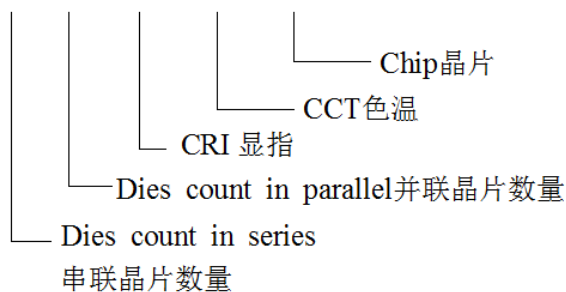 Chip晶片
CCT色温
CRI 显指
Dies count in parallel并联晶片数量
Dies count in series
串联晶片数量